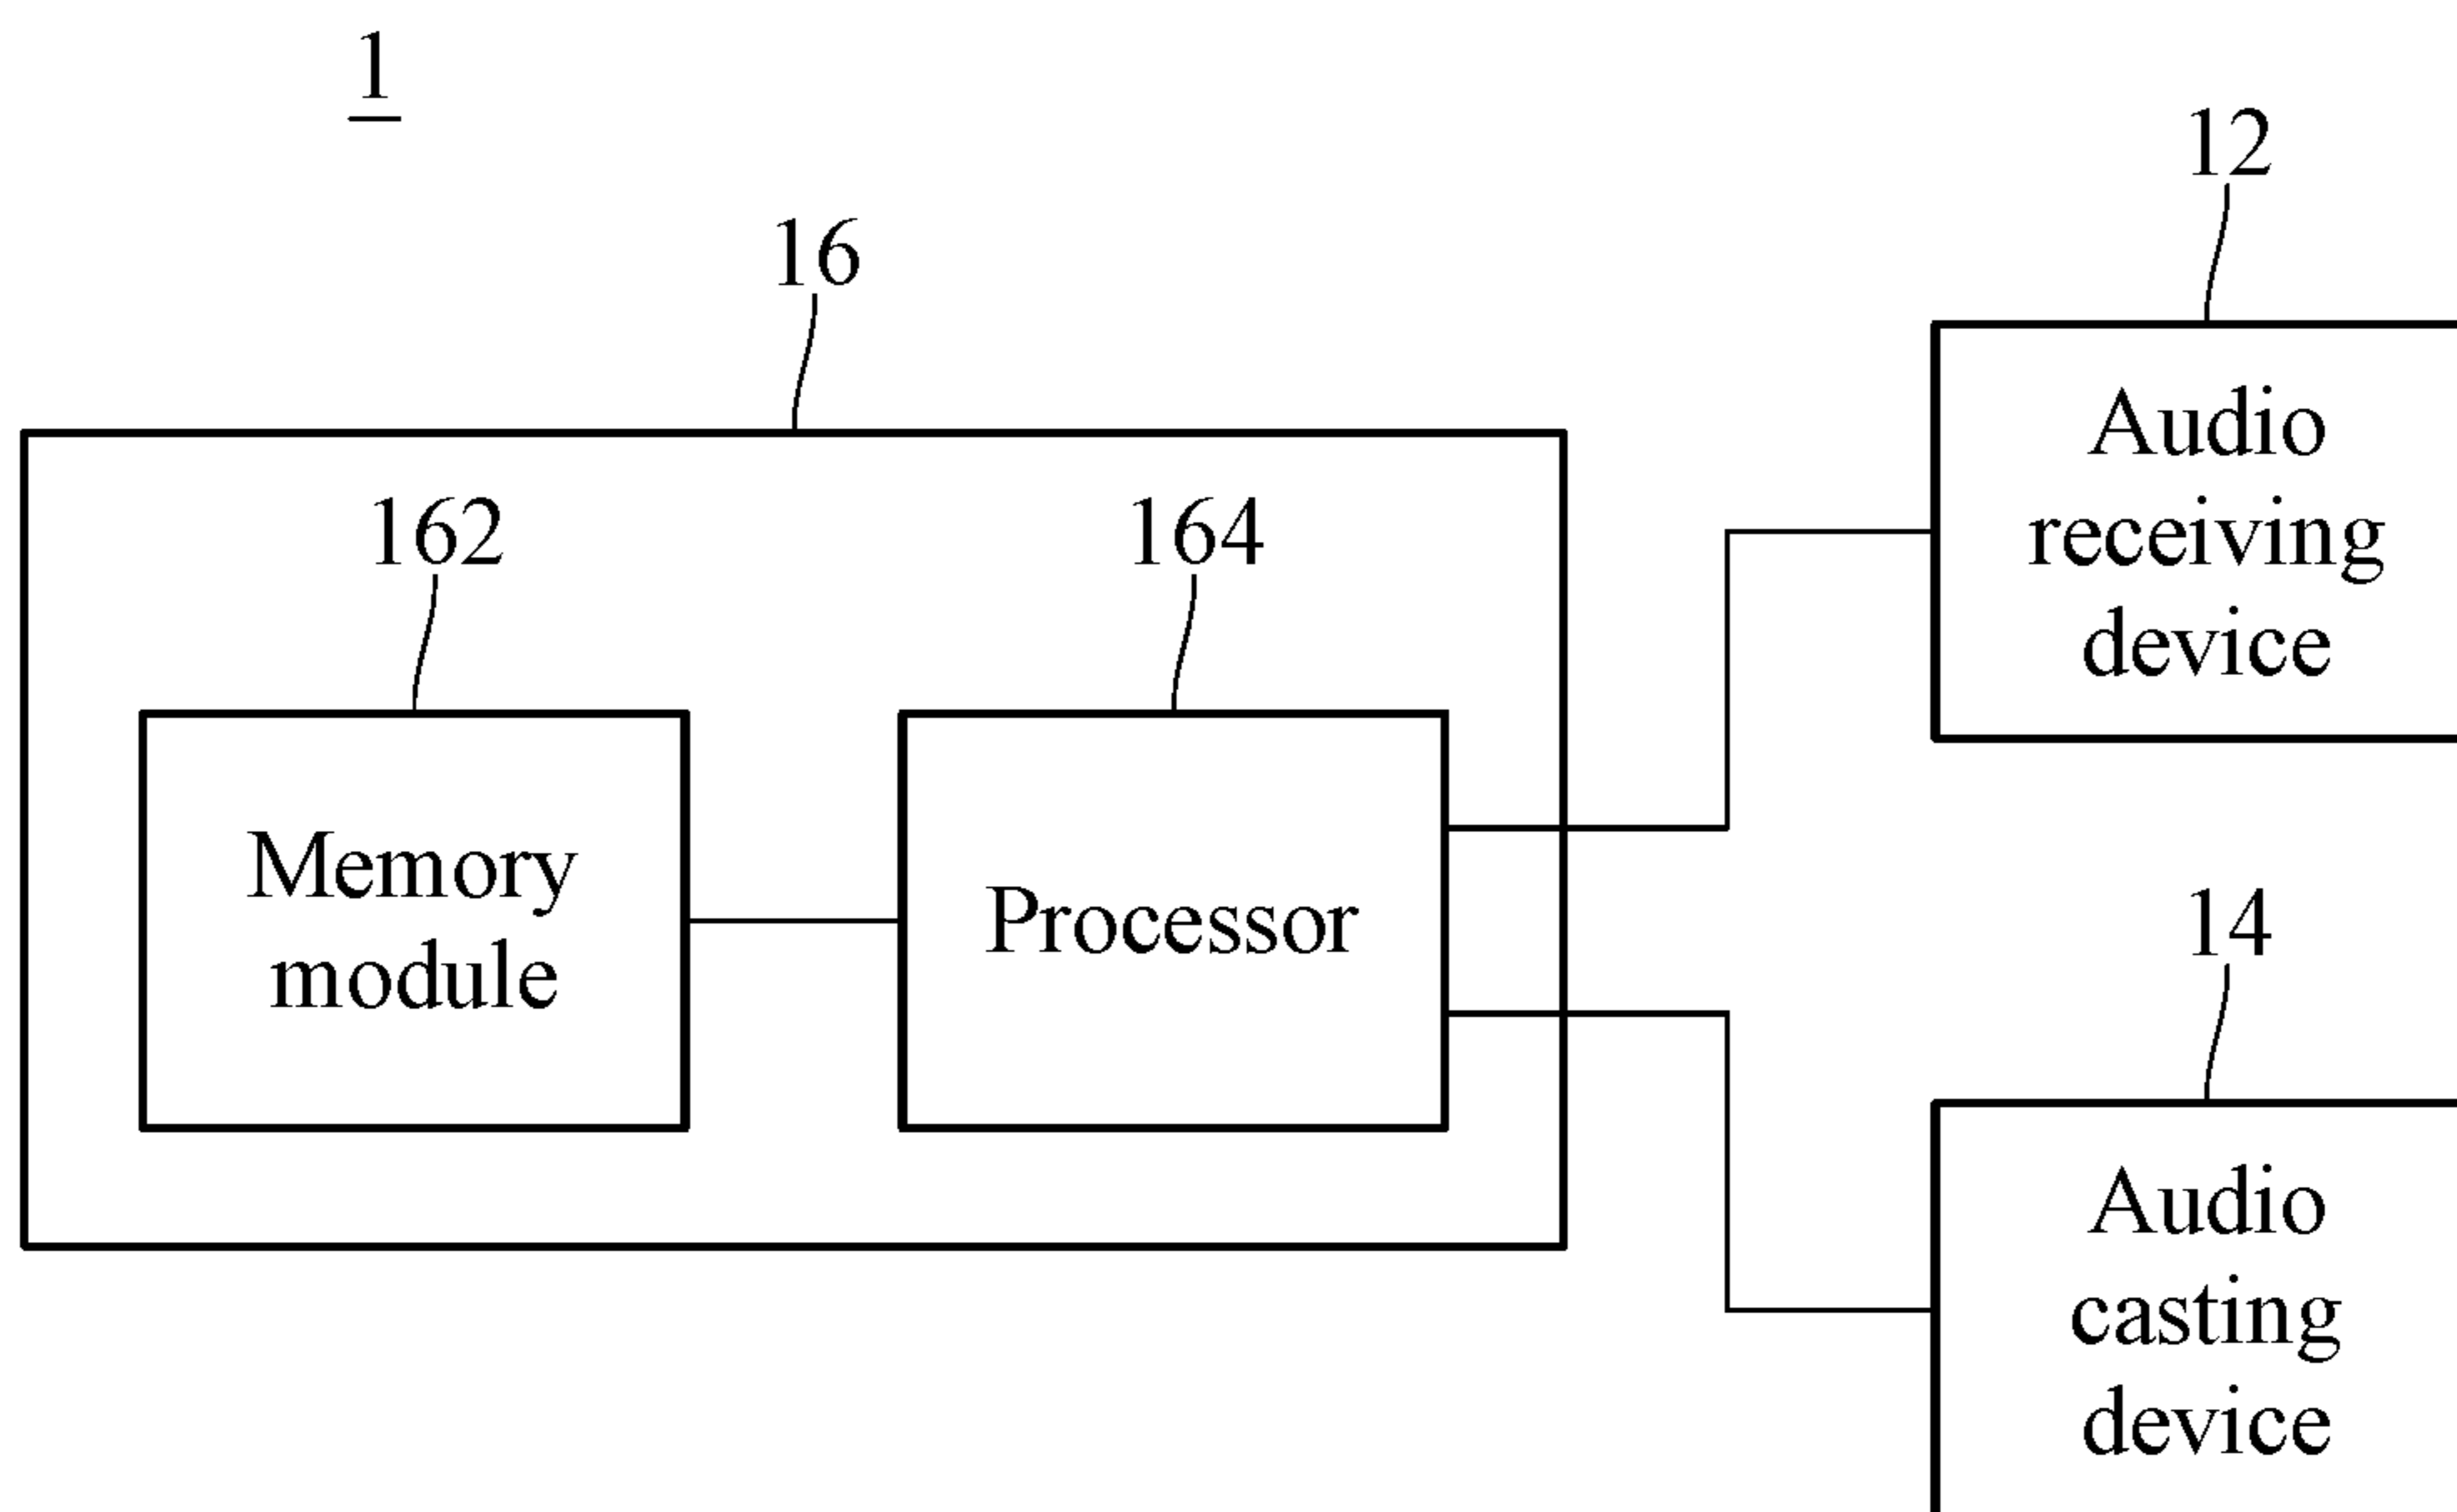 1
12
16
Audio
receiving
device
162
164
Memory
module
Processor
14
Audio
casting
device